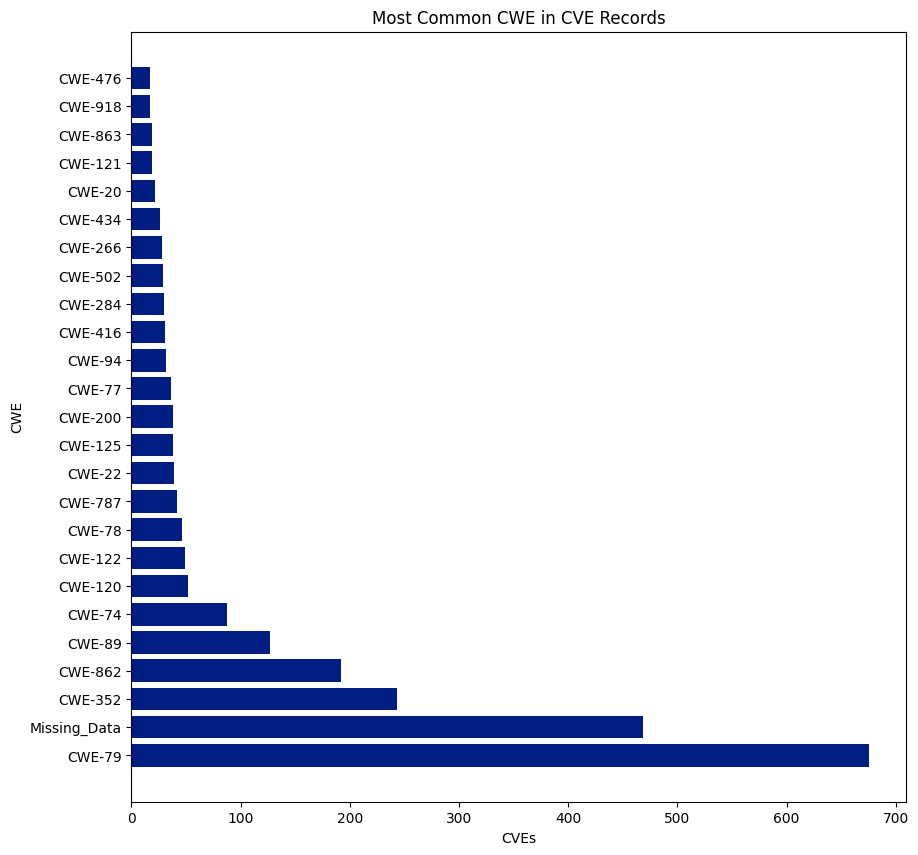 Most Common CWE in CVE Records
CWE-476
CWE-918
CWE-863
CWE-121
CWE-20
CWE-434
CWE-266
CWE-502
CWE-284
CWE-416
CWE-94
CWE-77
CWE-200
CWE-125
CWE-22
CWE-787
CWE-78
CWE-122
CWE-120
CWE-74
CWE-89
CWE-862
CWE-352
Missing_Data
CWE-79
CWE
0 100 200 300 400 500 600 700
CVEs